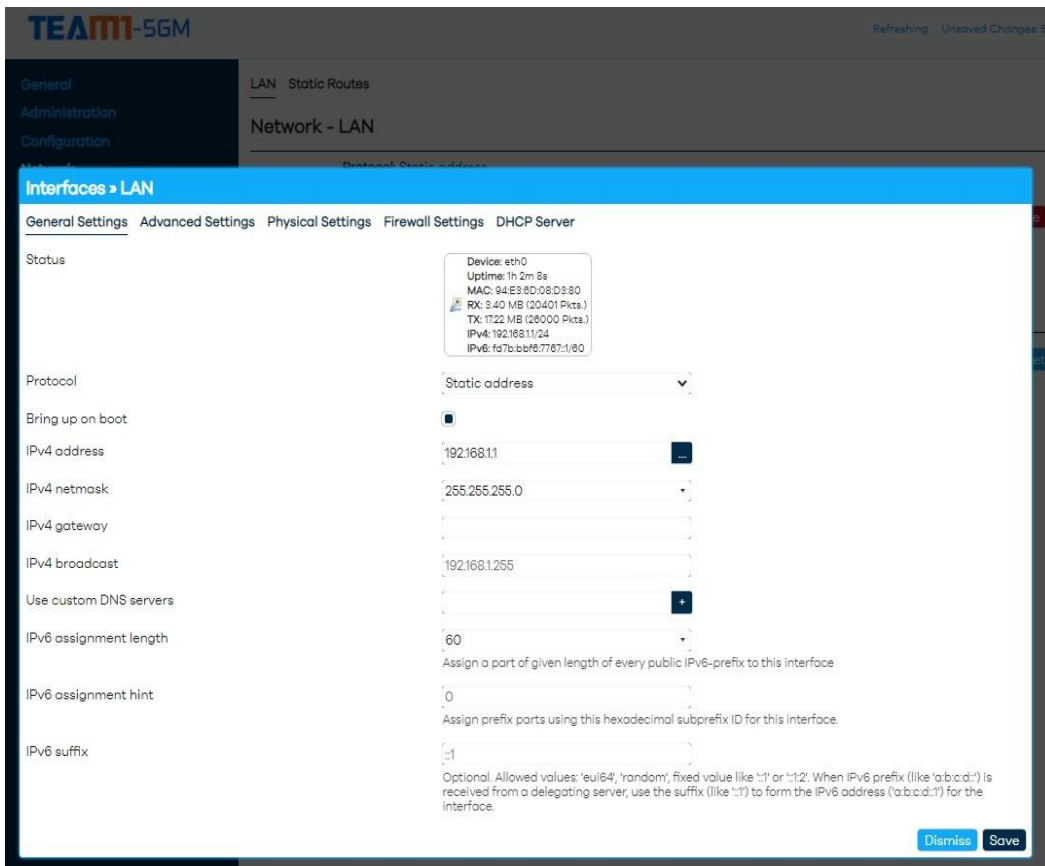 TEAM1-5GM
Refreshing Unsaved Changes:
General
Administration
Configuration
Network
LAN Static Routes
Network - LAN
Protocol: Static address
Interfaces » LAN
General Settings Advanced Settings Physical Settings Firewall Settings DHCP Server
Status
Device: eth0
Uptime: 1h 2m 8s
MAC: 94:E3:6D:08:D3:80
RX: 3.40 MB (20401 Pkts.)
TX: 17.22 MB (26000 Pkts.)
IPv4: 192.168.1.1/24
IPv6: fd7b:bbf6:7767::1/60
Protocol
Static address
Bring up on boot
IPv4 address
192.168.1.1
...
IPv4 netmask
255.255.255.0
IPv4 gateway
IPv4 broadcast
192.168.1.255
Use custom DNS servers
+
IPv6 assignment length
60
Assign a part of given length of every public IPv6-prefix to this interface
IPv6 assignment hint
0
Assign prefix parts using this hexadecimal subprefix ID for this interface.
IPv6 suffix
::1
Optional. Allowed values: 'eui64', 'random', fixed value like '::1' or '::1:2'. When IPv6 prefix (like 'a:b:c:d::') is
received from a delegating server, use the suffix (like '::1') to form the IPv6 address ('a:b:c:d::1') for the
interface.
Dismiss Save